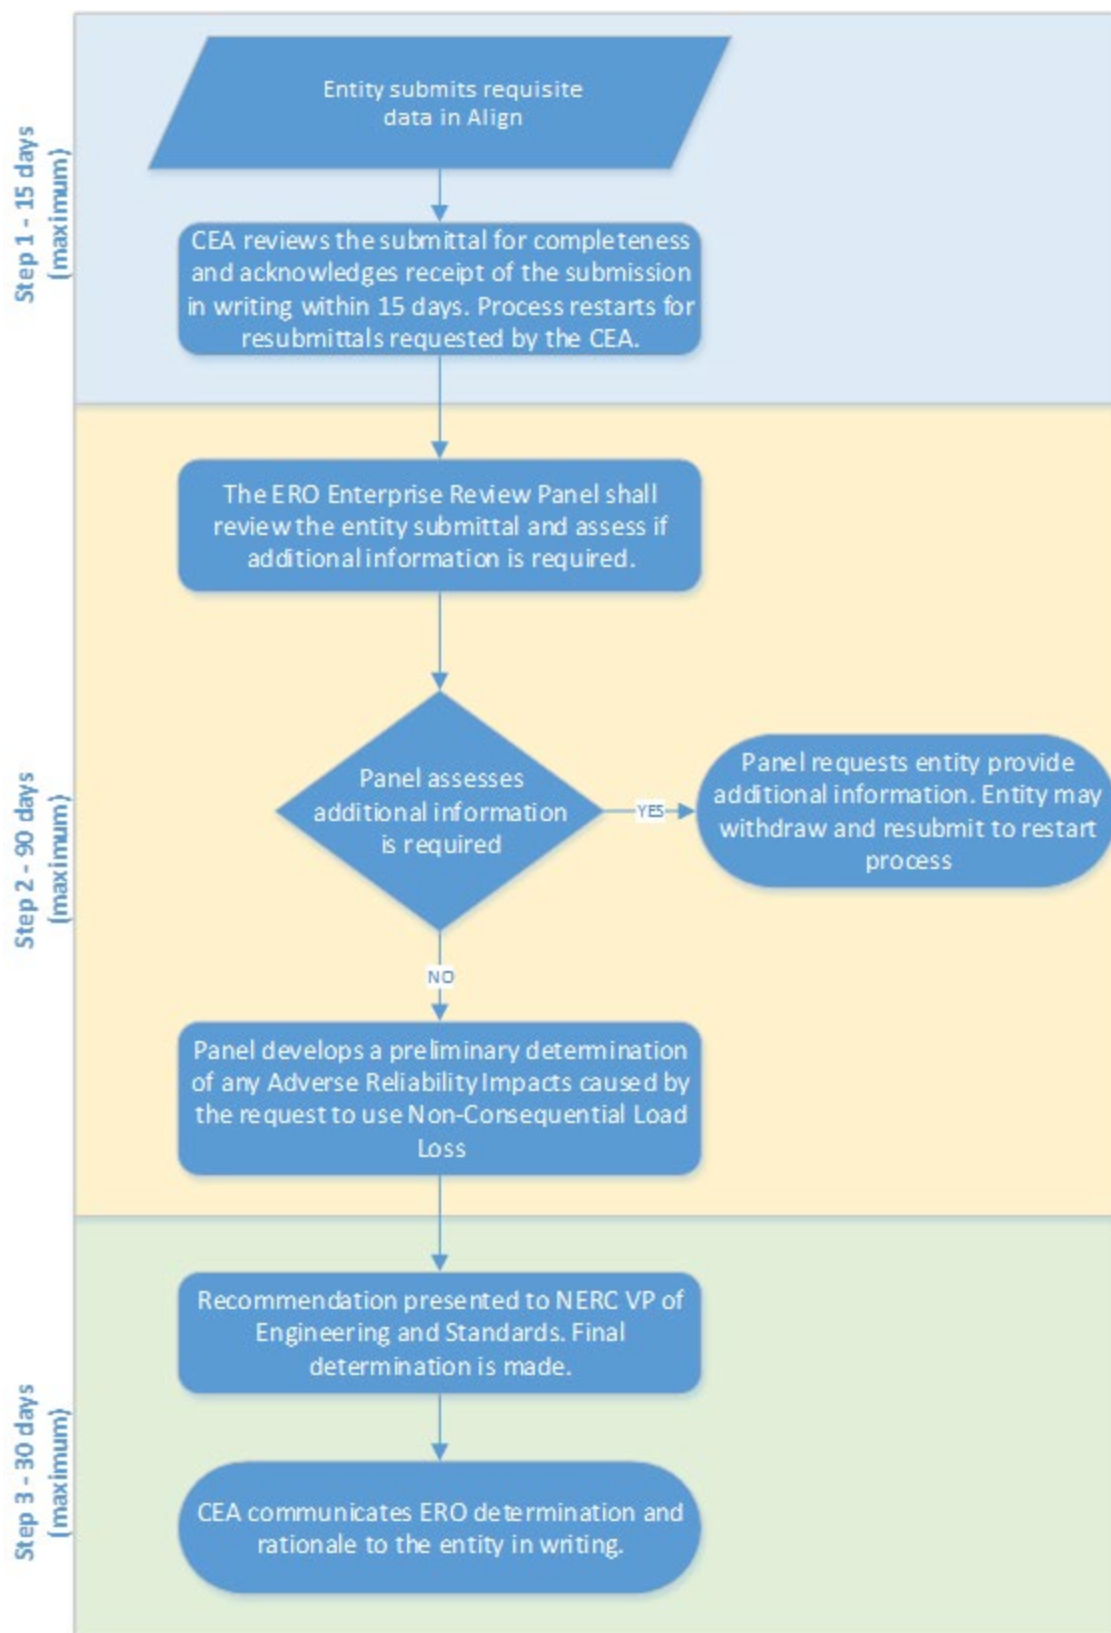 Step 1 - 15 days
(maximum)
Entity submits requisite
data in Align
CEA reviews the submittal for completeness
and acknowledges receipt of the submission
in writing within 15 days. Process restarts for
resubmittals requested by the CEA.
Step 2 - 90 days
(maximum)
The ERO Enterprise Review Panel shall
review the entity submittal and assess if
additional information is required.
Panel assesses
additional information
is required
YES
Panel requests entity provide
additional information. Entity may
withdraw and resubmit to restart
process
NO
Panel develops a preliminary determination
of any Adverse Reliability Impacts caused by
the request to use Non-Consequential Load
Loss
Step 3 - 30 days
(maximum)
Recommendation presented to NERC VP of
Engineering and Standards. Final
determination is made.
CEA communicates ERO determination and
rationale to the entity in writing.